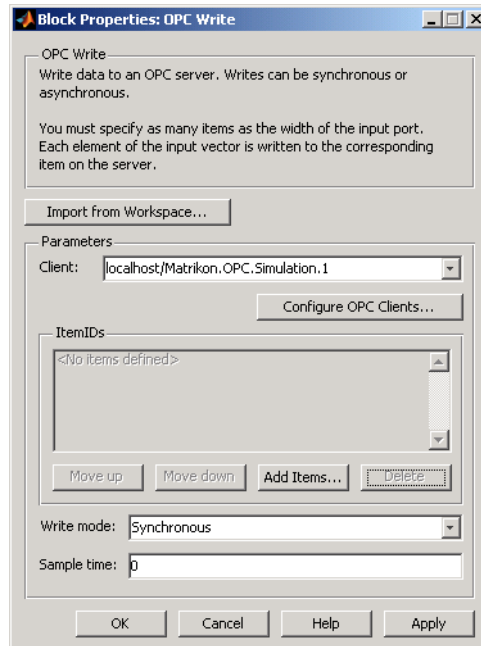 Block Properties: OPC Write
OPC Write
Write data to an OPC server. Writes can be synchronous or
asynchronous.
You must specify as many items as the width of the input port.
Each element of the input vector is written to the corresponding
item on the server.
Import from Workspace...
Parameters
Client: localhost/Matrikon.OPC.Simulation.1
Configure OPC Clients...
ItemIDs
<No items defined>
Move up Move down Add Items... Delete
Write mode: Synchronous
Sample time: 0
OK Cancel Help Apply